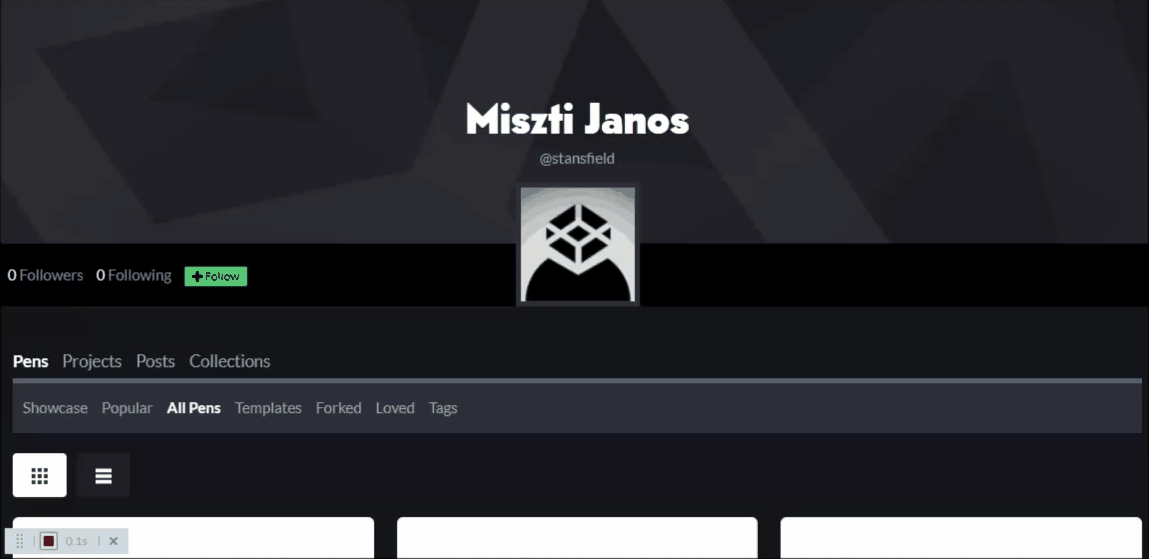 Miszti Janos
@stansfield
0 Followers 0 Following Follow
Pens Projects Posts Collections
Showcase Popular All Pens Templates Forked Loved Tags
0.1s